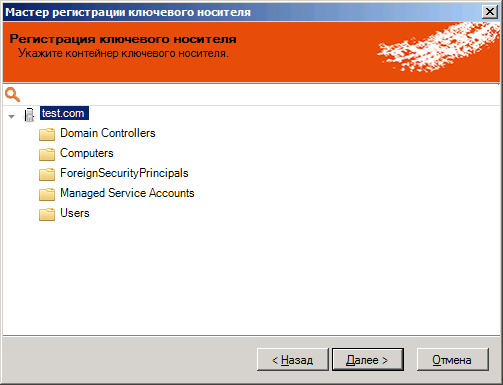 Мастер регистрации ключевого носителя
Регистрация ключевого носителя
Укажите контейнер ключевого носителя.
test.com
Domain Controllers
Computers
ForeignSecurityPrincipals
Managed Service Accounts
Users
< Назад
Далее >
Отмена